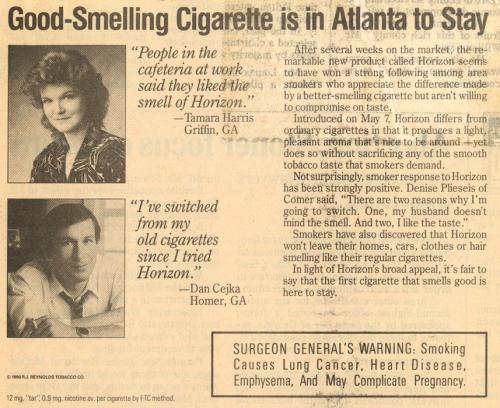 Good-Smelling Cigarette is in Atlanta to Stay
"People in the
cafeteria at work
said they liked the
smell of Horizon."
—Tamara Harris
Griffin, GA
"I've switched
from my
old cigarettes
since I tried
Horizon."
—Dan Cejka
Homer, GA
After several weeks on the market, the re-
markable new product called Horizon seems
to have won a strong following among area
smokers who appreciate the difference made
by a better-smelling cigarette but aren't willing
to compromise on taste.
Introduced on May 7, Horizon differs from
ordinary cigarettes in that it produces a light,
pleasant aroma that's nice to be around—yet
does so without sacrificing any of the smooth
tobacco taste that smokers demand.
Not surprisingly, smoker response to Horizon
has been strongly positive. Denise Plieseis of
Comer said, "There are two reasons why I'm
going to switch. One, my husband doesn't
mind the smell. And two, I like the taste."
Smokers have also discovered that Horizon
won't leave their homes, cars, clothes or hair
smelling like their regular cigarettes.
In light of Horizon's broad appeal, it's fair to
say that the first cigarette that smells good is
here to stay.
SURGEON GENERAL'S WARNING: Smoking
Causes Lung Cancer, Heart Disease,
Emphysema, And May Complicate Pregnancy.
© 1990 R.J. REYNOLDS TOBACCO CO.
12 mg. "tar", 0.9 mg. nicotine av. per cigarette by FTC method.